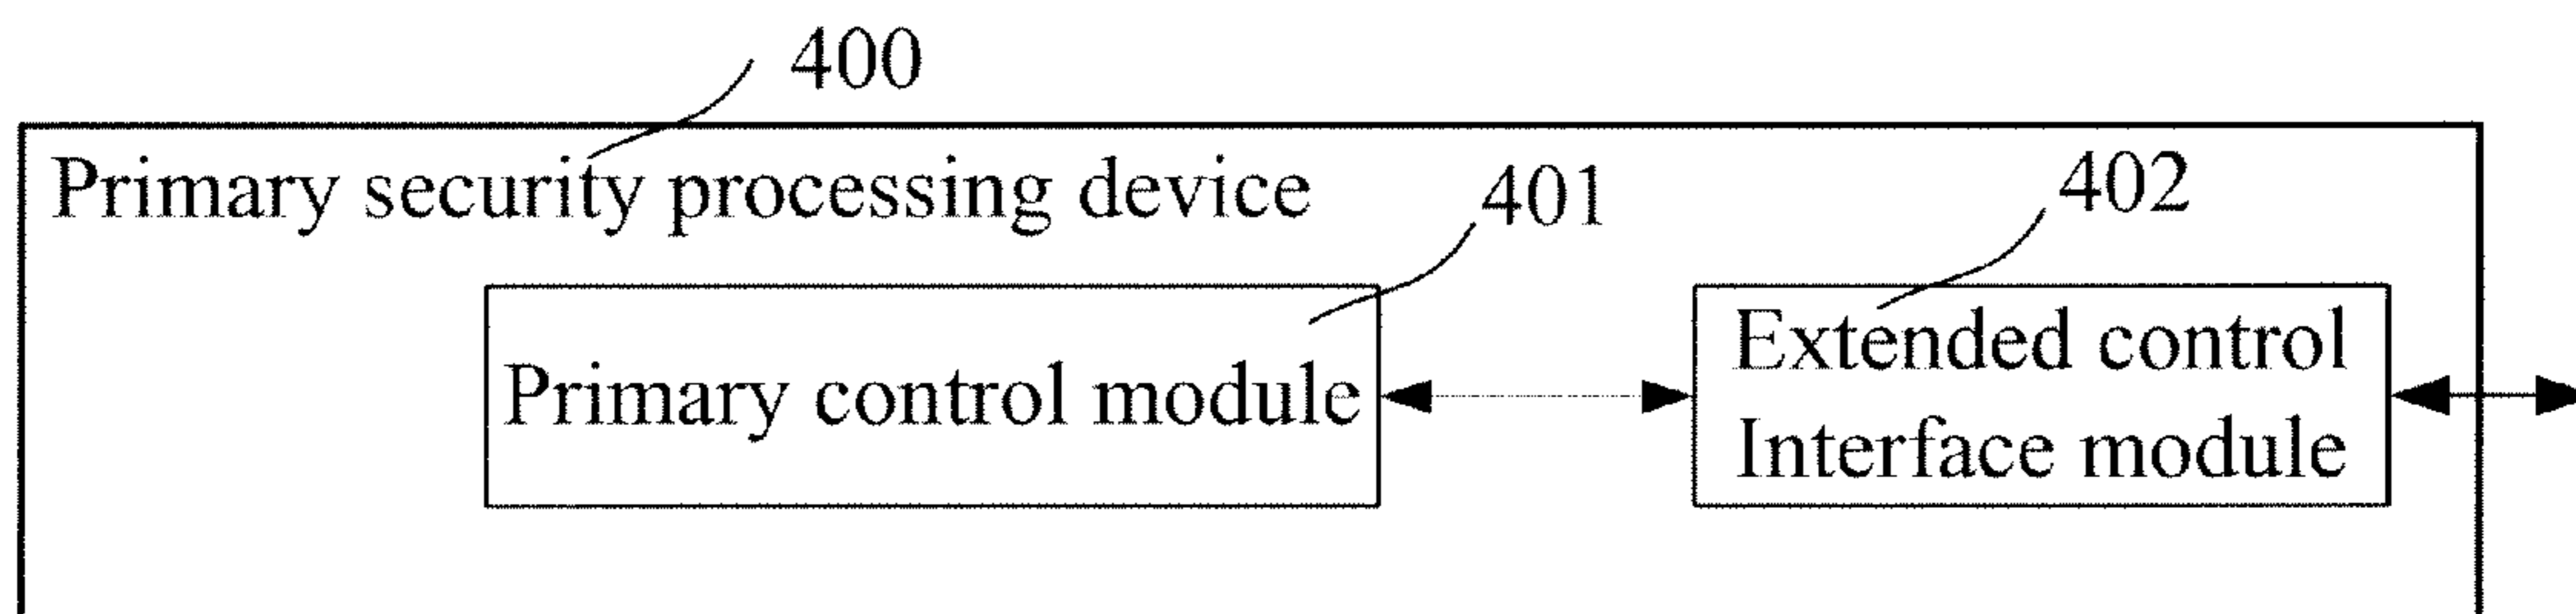 400
Primary security processing device
401
402
Primary control module
Extended control
Interface module